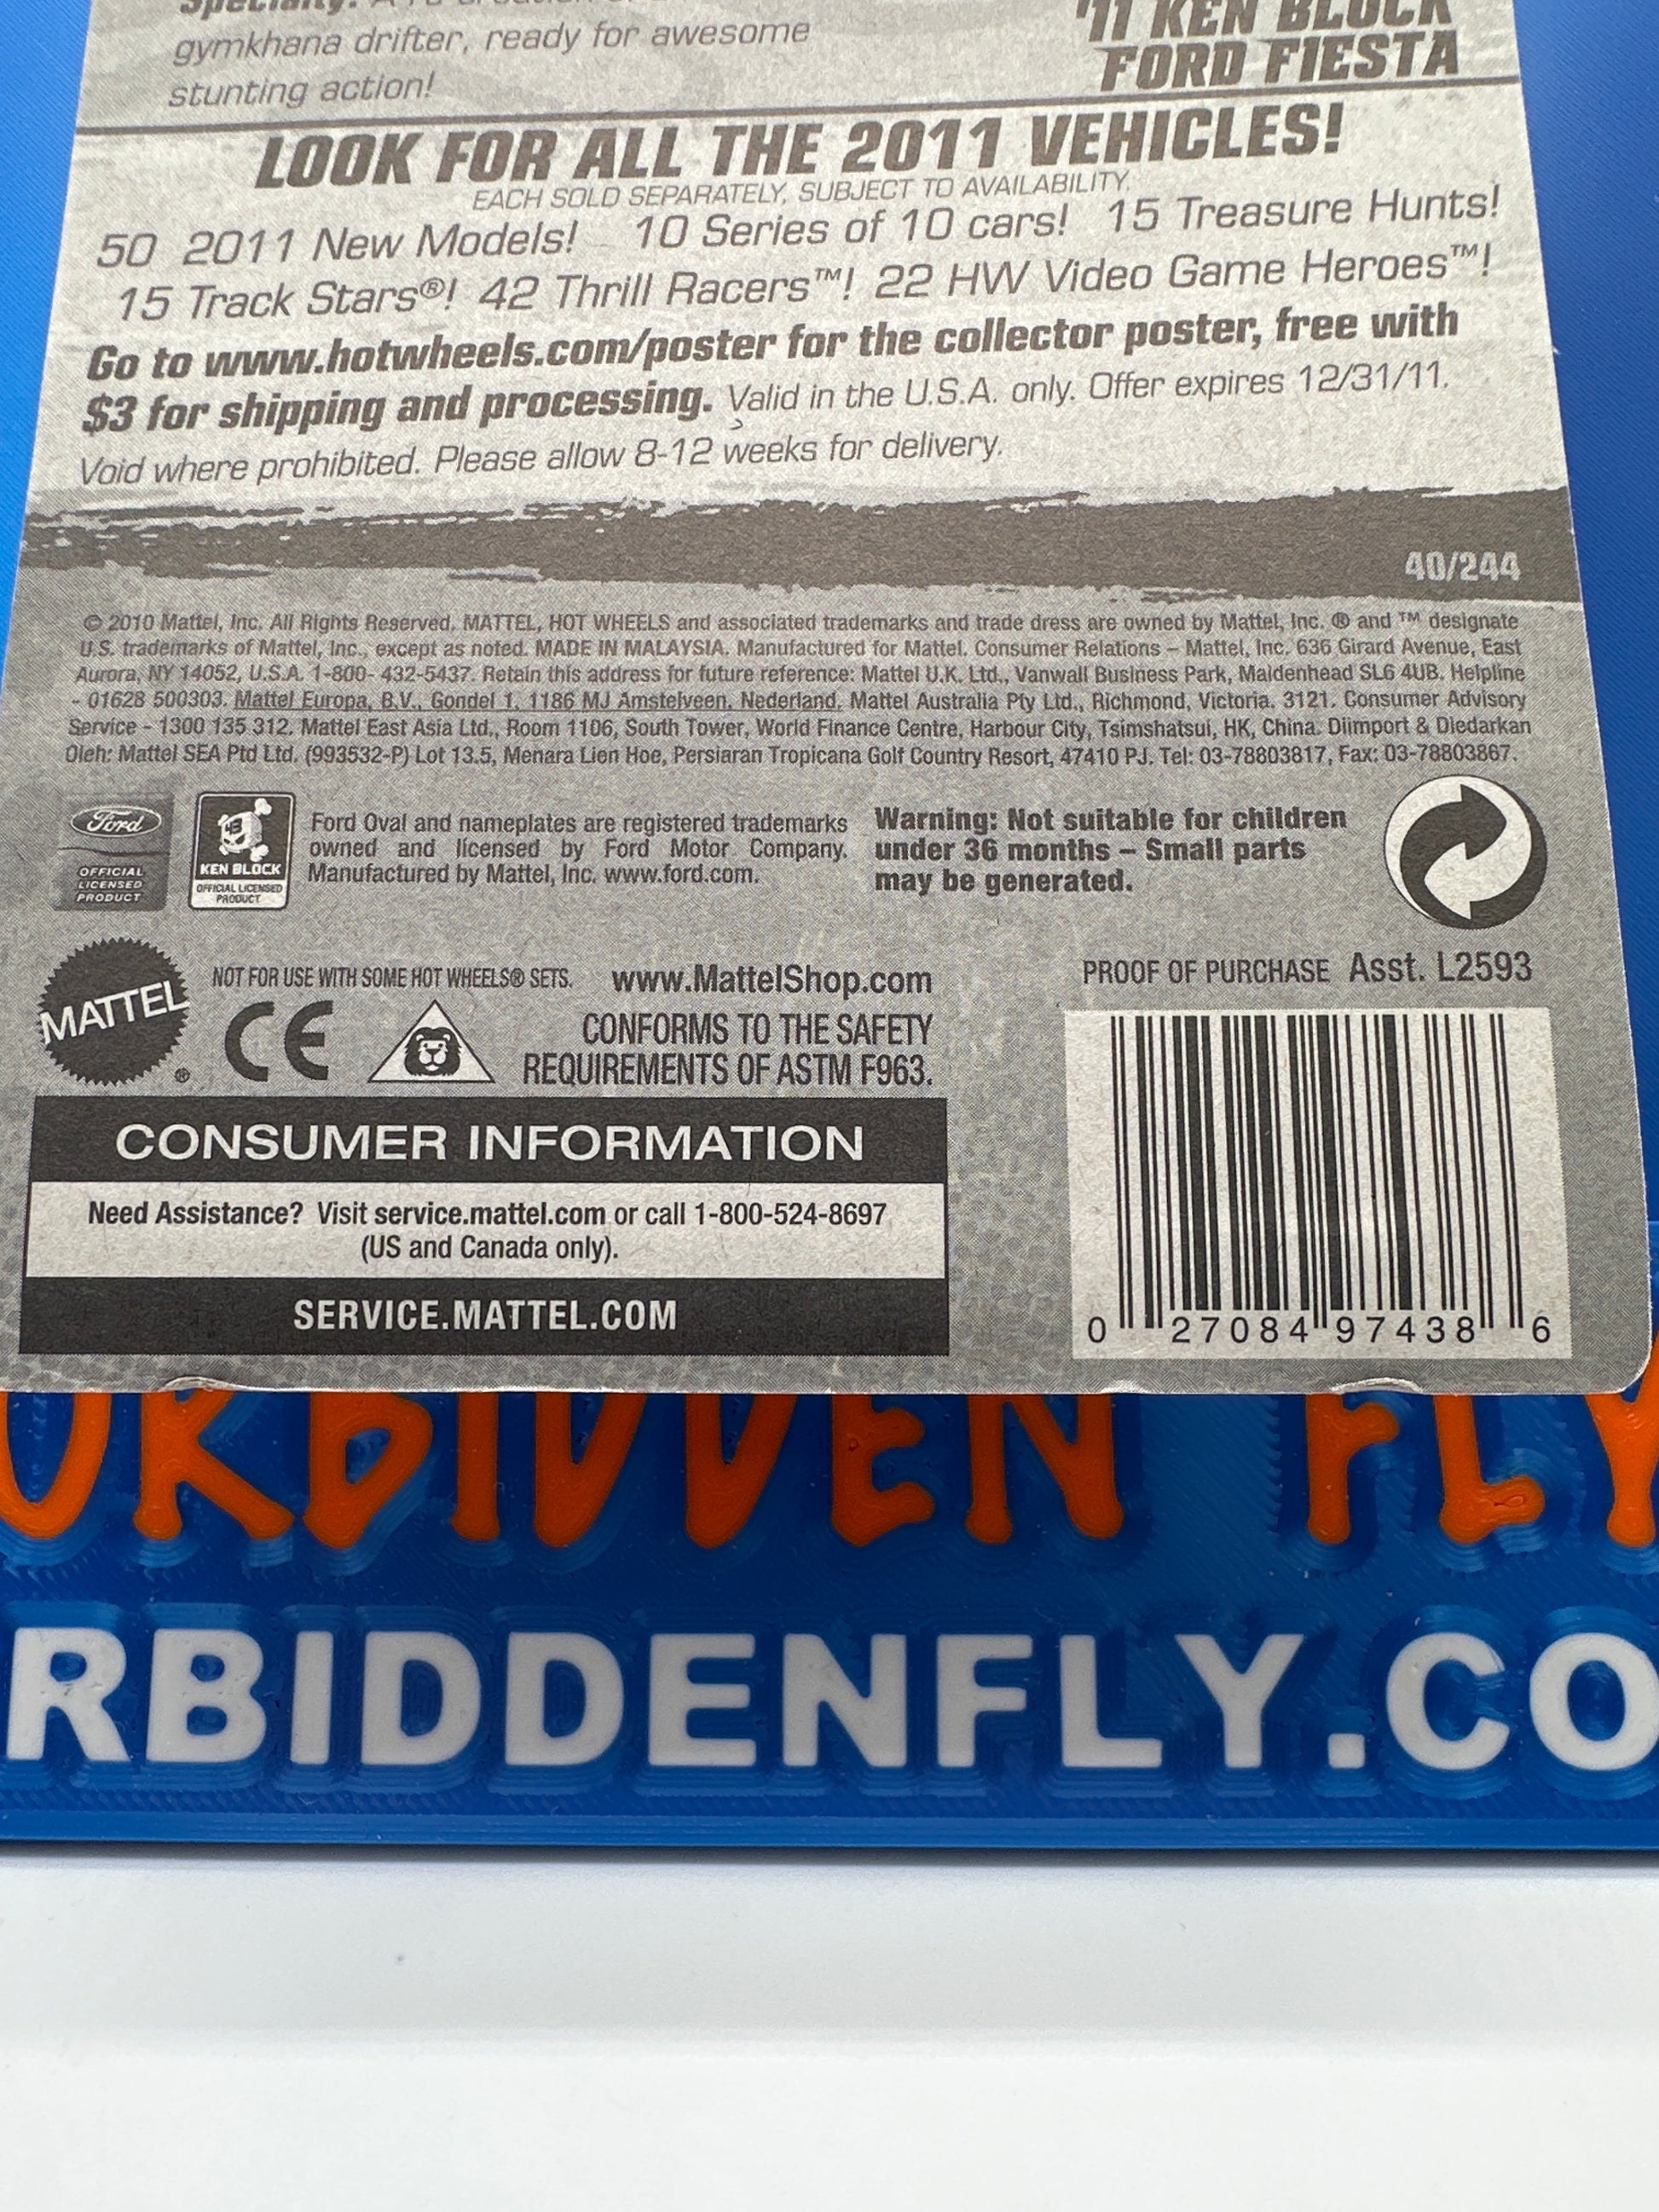 Specialty:
gymkhana drifter, ready for awesome
stunting action!
'11 KEN BLOCK
FORD FIESTA
LOOK FOR ALL THE 2011 VEHICLES!
EACH SOLD SEPARATELY, SUBJECT TO AVAILABILITY.
50 2011 New Models! 10 Series of 10 cars! 15 Treasure Hunts!
15 Track Stars®! 42 Thrill Racers™! 22 HW Video Game Heroes™!
Go to www.hotwheels.com/poster for the collector poster, free with
$3 for shipping and processing. Valid in the U.S.A. only. Offer expires 12/31/11.
Void where prohibited. Please allow 8-12 weeks for delivery.
40/244
© 2010 Mattel, Inc. All Rights Reserved. MATTEL, HOT WHEELS and associated trademarks and trade dress are owned by Mattel, Inc. ® and ™ designate
U.S. trademarks of Mattel, Inc., except as noted. MADE IN MALAYSIA. Manufactured for Mattel. Consumer Relations – Mattel, Inc. 636 Girard Avenue, East
Aurora, NY 14052, U.S.A. 1-800- 432-5437. Retain this address for future reference: Mattel U.K. Ltd., Vanwall Business Park, Maidenhead SL6 4UB. Helpline
- 01628 500303. Mattel Europa, B.V., Gondel 1, 1186 MJ Amstelveen, Nederland. Mattel Australia Pty Ltd., Richmond, Victoria. 3121. Consumer Advisory
Service - 1300 135 312. Mattel East Asia Ltd., Room 1106, South Tower, World Finance Centre, Harbour City, Tsimshatsui, HK, China. Diimport & Diedarkan
Oleh: Mattel SEA Ptd Ltd. (993532-P) Lot 13.5, Menara Lien Hoe, Persiaran Tropicana Golf Country Resort, 47410 PJ. Tel: 03-78803817, Fax: 03-78803867.
Ford
OFFICIAL
LICENSED
PRODUCT
43
KEN BLOCK
OFFICIAL LICENSED
PRODUCT
Ford Oval and nameplates are registered trademarks
owned and licensed by Ford Motor Company.
Manufactured by Mattel, Inc. www.ford.com.
Warning: Not suitable for children
under 36 months – Small parts
may be generated.
MATTEL
®
NOT FOR USE WITH SOME HOT WHEELS® SETS.
www.MattelShop.com
CE
CONFORMS TO THE SAFETY
REQUIREMENTS OF ASTM F963.
PROOF OF PURCHASE Asst. L2593
CONSUMER INFORMATION
Need Assistance? Visit service.mattel.com or call 1-800-524-8697
(US and Canada only).
SERVICE.MATTEL.COM
0 27084 97438 6
ORBIDDEN FLY
RBIDDENFLY.CO